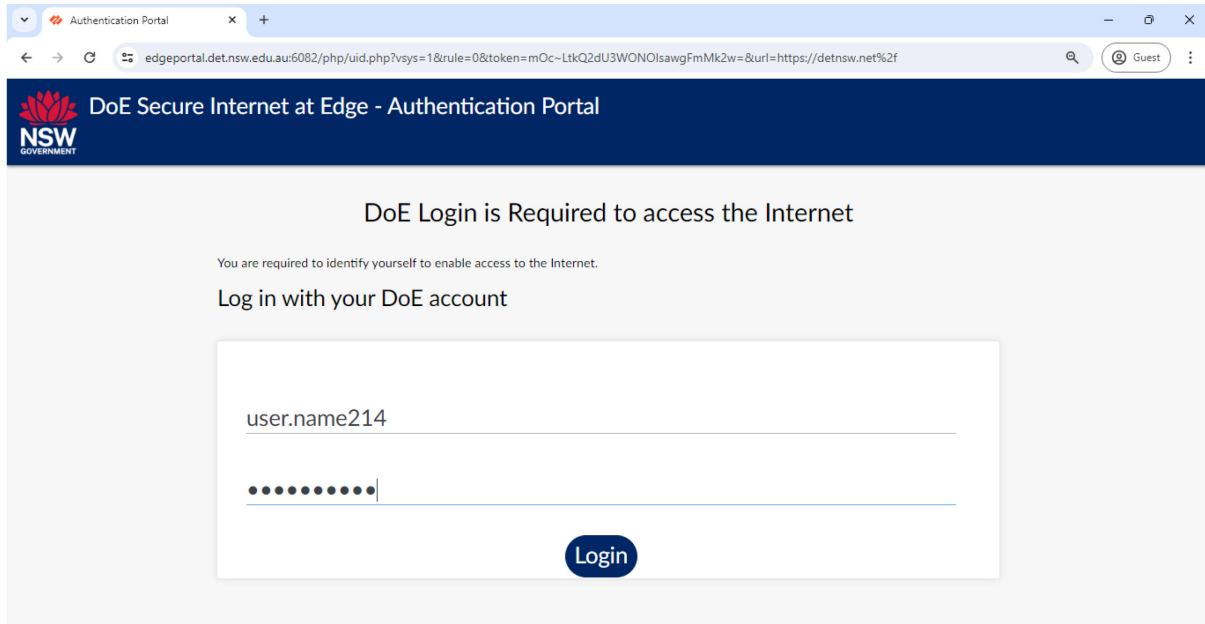 Authentication Portal
edgeportal.det.nsw.edu.au:6082/php/uid.php?vsys=1&rule=0&token=mOc~LtkQ2dU3WONOIsawgFmMk2w=&url=https://detnsw.net%2f
Guest
DoE Secure Internet at Edge - Authentication Portal
NSW
GOVERNMENT
DoE Login is Required to access the Internet
You are required to identify yourself to enable access to the Internet.
Log in with your DoE account
user.name214
••••••••••
Login